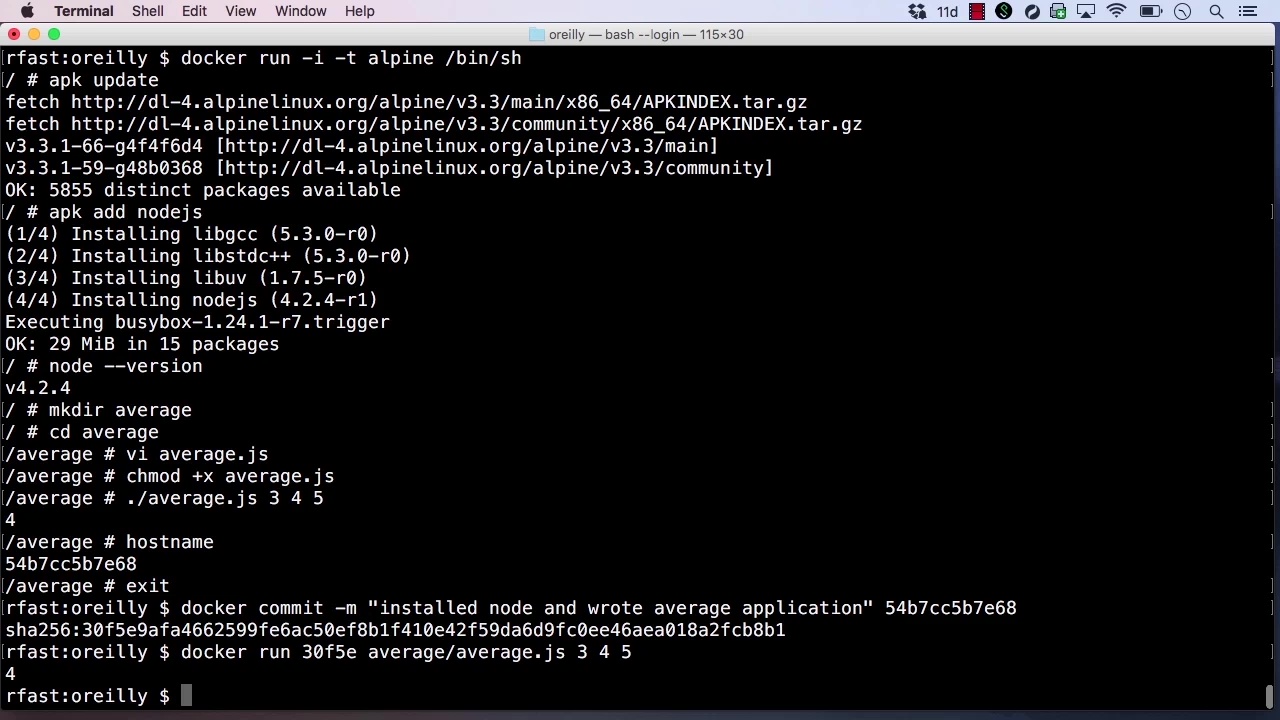 Terminal Shell Edit View Window Help 11d
oreilly — bash --login — 115×30
rfast:oreilly $ docker run -i -t alpine /bin/sh
/ # apk update
fetch http://dl-4.alpinelinux.org/alpine/v3.3/main/x86_64/APKINDEX.tar.gz
fetch http://dl-4.alpinelinux.org/alpine/v3.3/community/x86_64/APKINDEX.tar.gz
v3.3.1-66-g4f4f6d4 [http://dl-4.alpinelinux.org/alpine/v3.3/main]
v3.3.1-59-g48b0368 [http://dl-4.alpinelinux.org/alpine/v3.3/community]
OK: 5855 distinct packages available
/ # apk add nodejs
(1/4) Installing libgcc (5.3.0-r0)
(2/4) Installing libstdc++ (5.3.0-r0)
(3/4) Installing libuv (1.7.5-r0)
(4/4) Installing nodejs (4.2.4-r1)
Executing busybox-1.24.1-r7.trigger
OK: 29 MiB in 15 packages
/ # node --version
v4.2.4
/ # mkdir average
/ # cd average
/average # vi average.js
/average # chmod +x average.js
/average # ./average.js 3 4 5
4
/average # hostname
54b7cc5b7e68
/average # exit
rfast:oreilly $ docker commit -m "installed node and wrote average application" 54b7cc5b7e68
sha256:30f5e9afa4662599fe6ac50ef8b1f410e42f59da6d9fc0ee46aea018a2fcb8b1
rfast:oreilly $ docker run 30f5e average/average.js 3 4 5
4
rfast:oreilly $